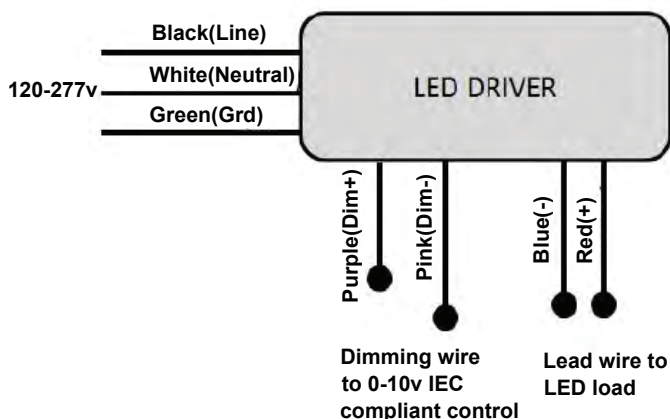 Black(Line)
120-277v
White(Neutral)
Green(Grd)
LED DRIVER
Purple(Dim+)
Pink(Dim-)
Blue(-)
Red(+)
Dimming wire
to 0-10v IEC
compliant control
Lead wire to
LED load